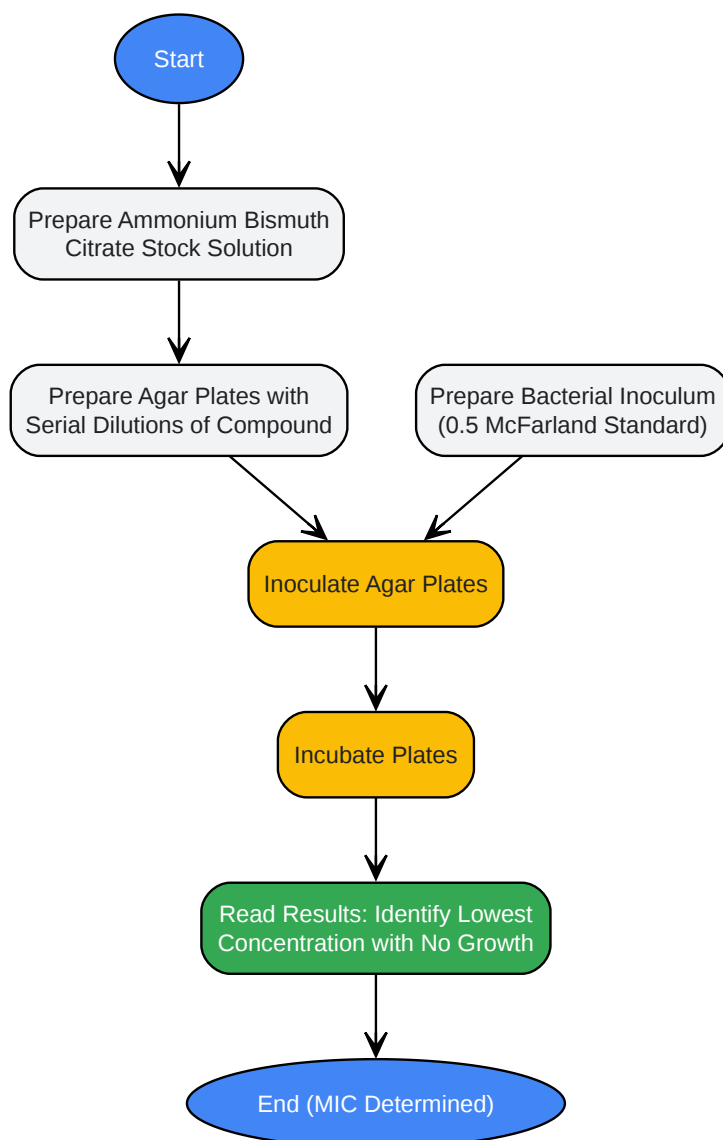 Start
Prepare Ammonium Bismuth
Citrate Stock Solution
Prepare Agar Plates with
Serial Dilutions of Compound
Prepare Bacterial Inoculum
(0.5 McFarland Standard)
Inoculate Agar Plates
Incubate Plates
Read Results: Identify Lowest
Concentration with No Growth
End (MIC Determined)